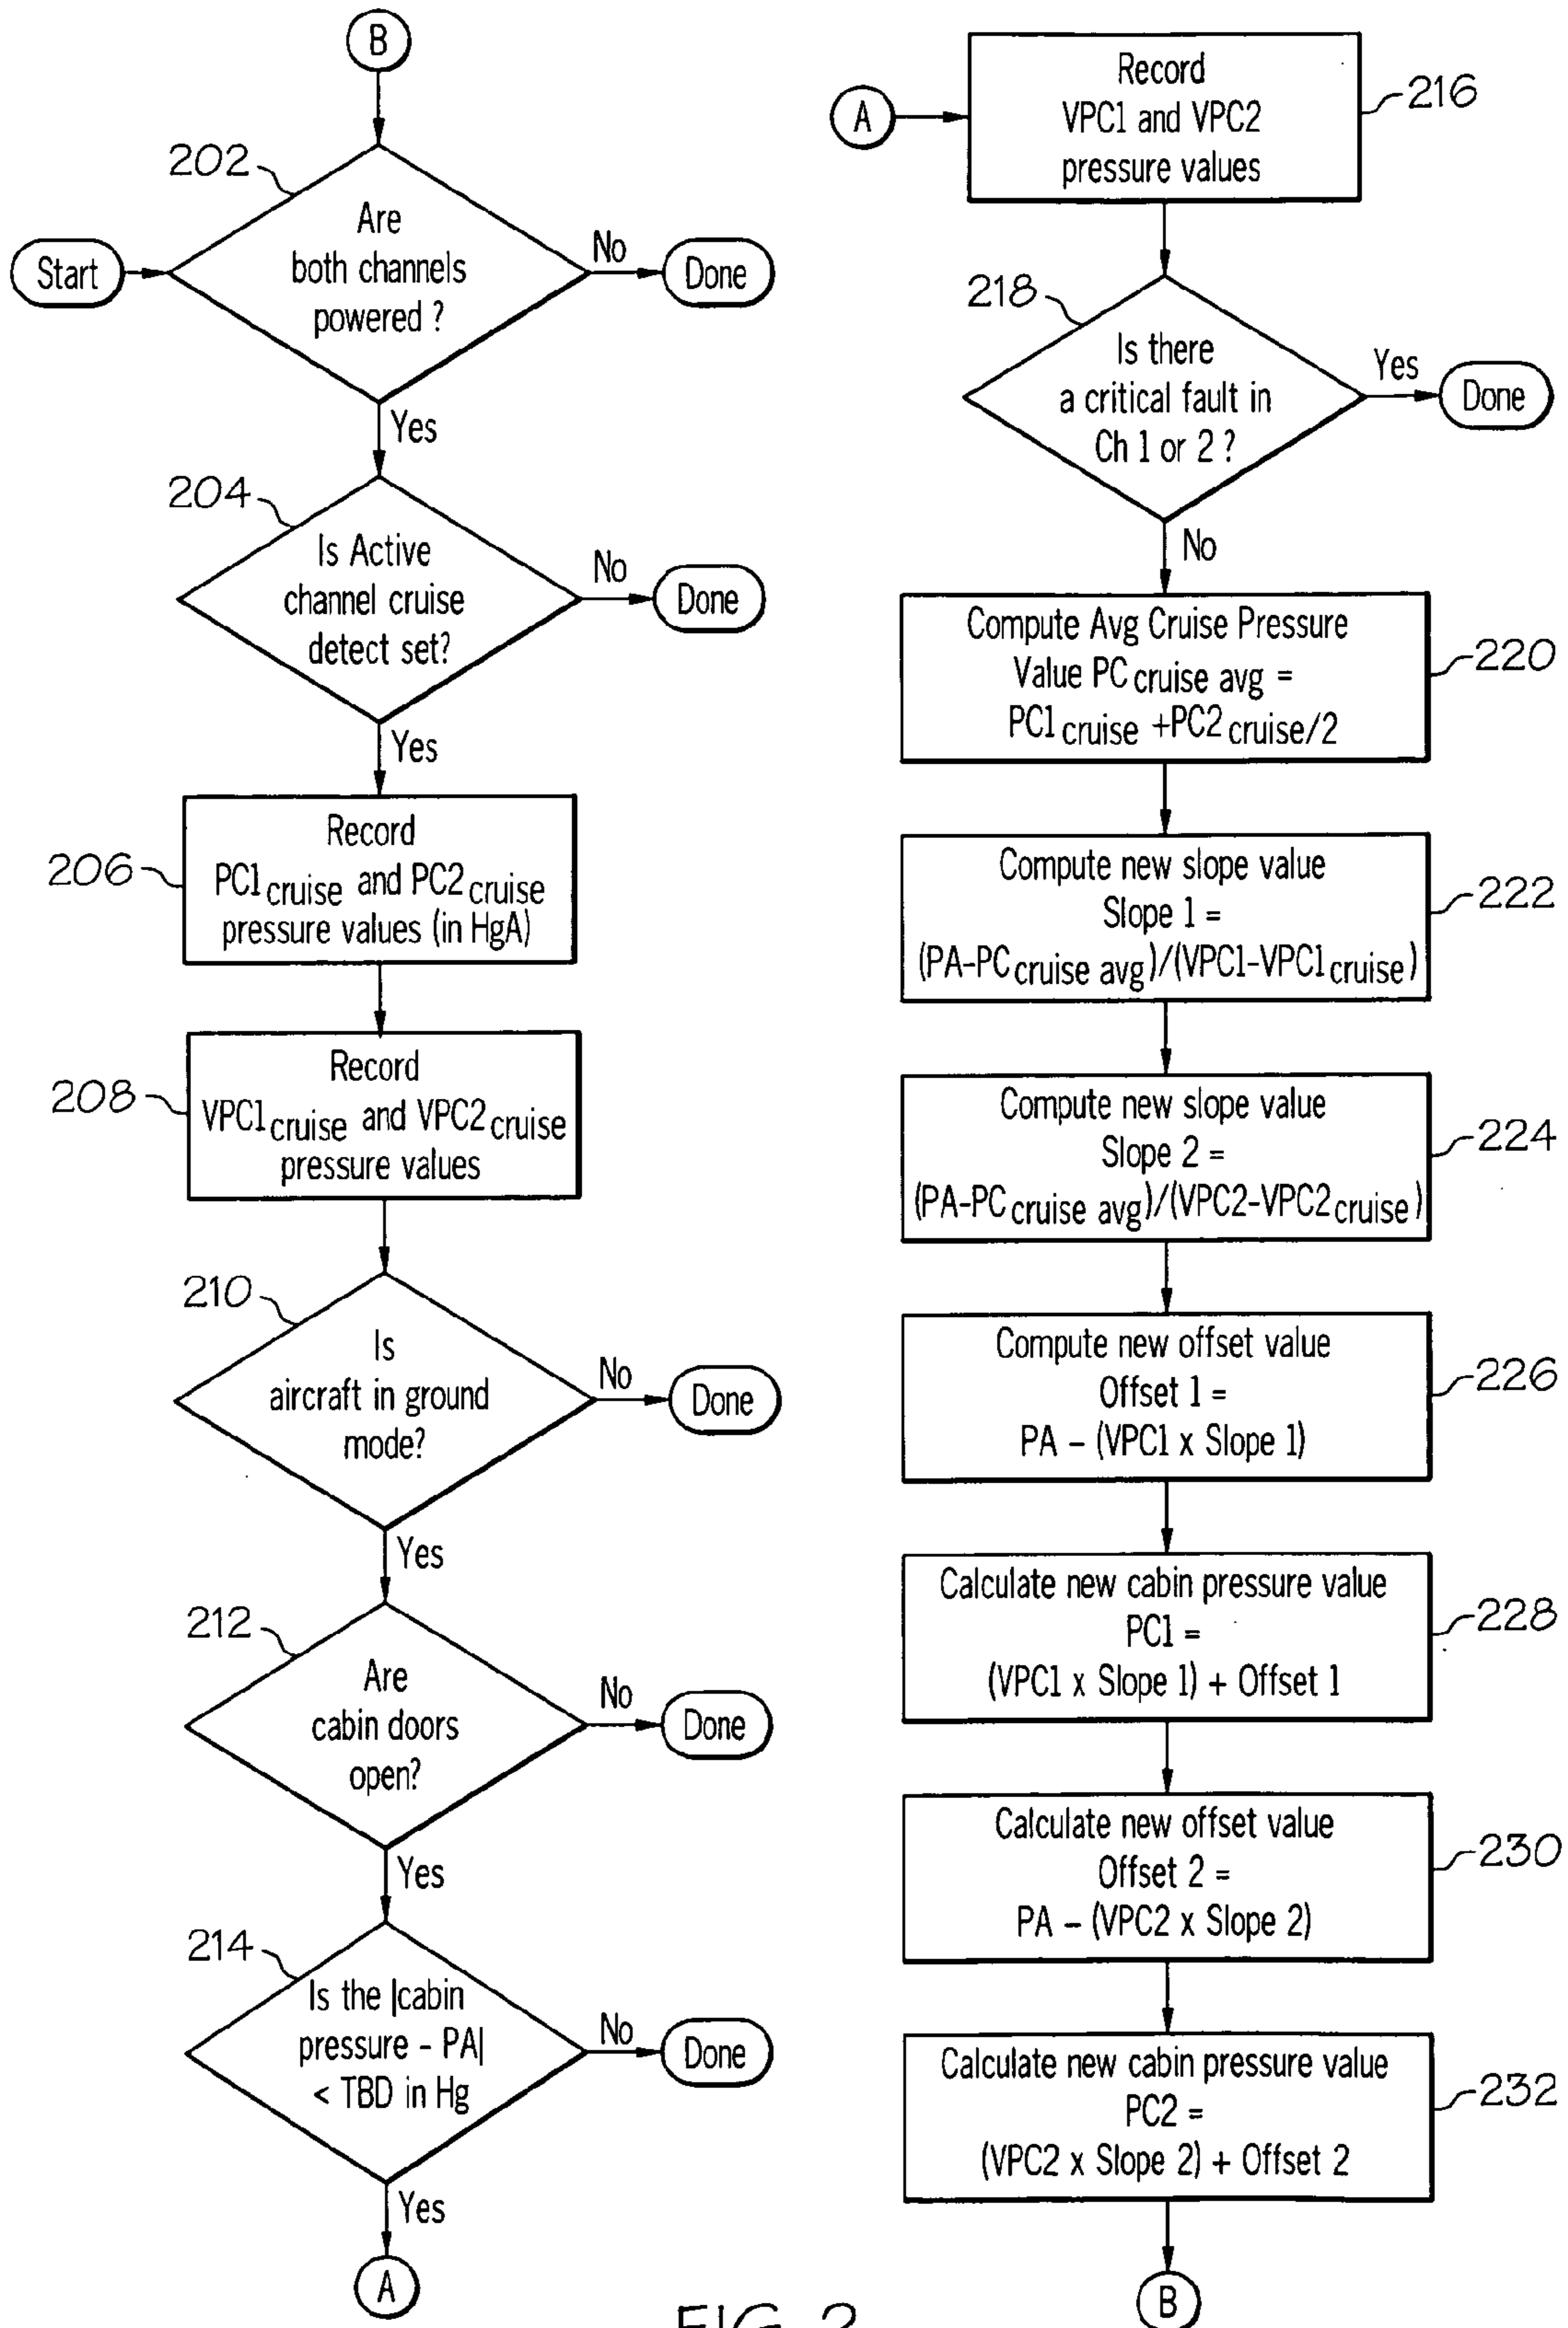 B
202
Are
both channels
powered ?
Start
No
Done
Yes
204
Is Active
channel cruise
detect set?
No
Done
Yes
206
Record
PC1 cruise and PC2 cruise
pressure values (in HgA)
208
Record
VPC1 cruise and VPC2 cruise
pressure values
210
Is
aircraft in ground
mode?
No
Done
Yes
212
Are
cabin doors
open?
No
Done
Yes
214
Is the |cabin
pressure - PA|
< TBD in Hg
No
Done
Yes
A
A
Record
VPC1 and VPC2
pressure values
216
218
Is there
a critical fault in
Ch 1 or 2 ?
Yes
Done
No
Compute Avg Cruise Pressure
Value PC cruise avg =
PC1 cruise +PC2 cruise/2
220
Compute new slope value
Slope 1 =
(PA-PC cruise avg)/(VPC1-VPC1 cruise)
222
Compute new slope value
Slope 2 =
(PA-PC cruise avg)/(VPC2-VPC2 cruise)
224
Compute new offset value
Offset 1 =
PA – (VPC1 x Slope 1)
226
Calculate new cabin pressure value
PC1 =
(VPC1 x Slope 1) + Offset 1
228
Calculate new offset value
Offset 2 =
PA – (VPC2 x Slope 2)
230
Calculate new cabin pressure value
PC2 =
(VPC2 x Slope 2) + Offset 2
232
B
FIG. 2